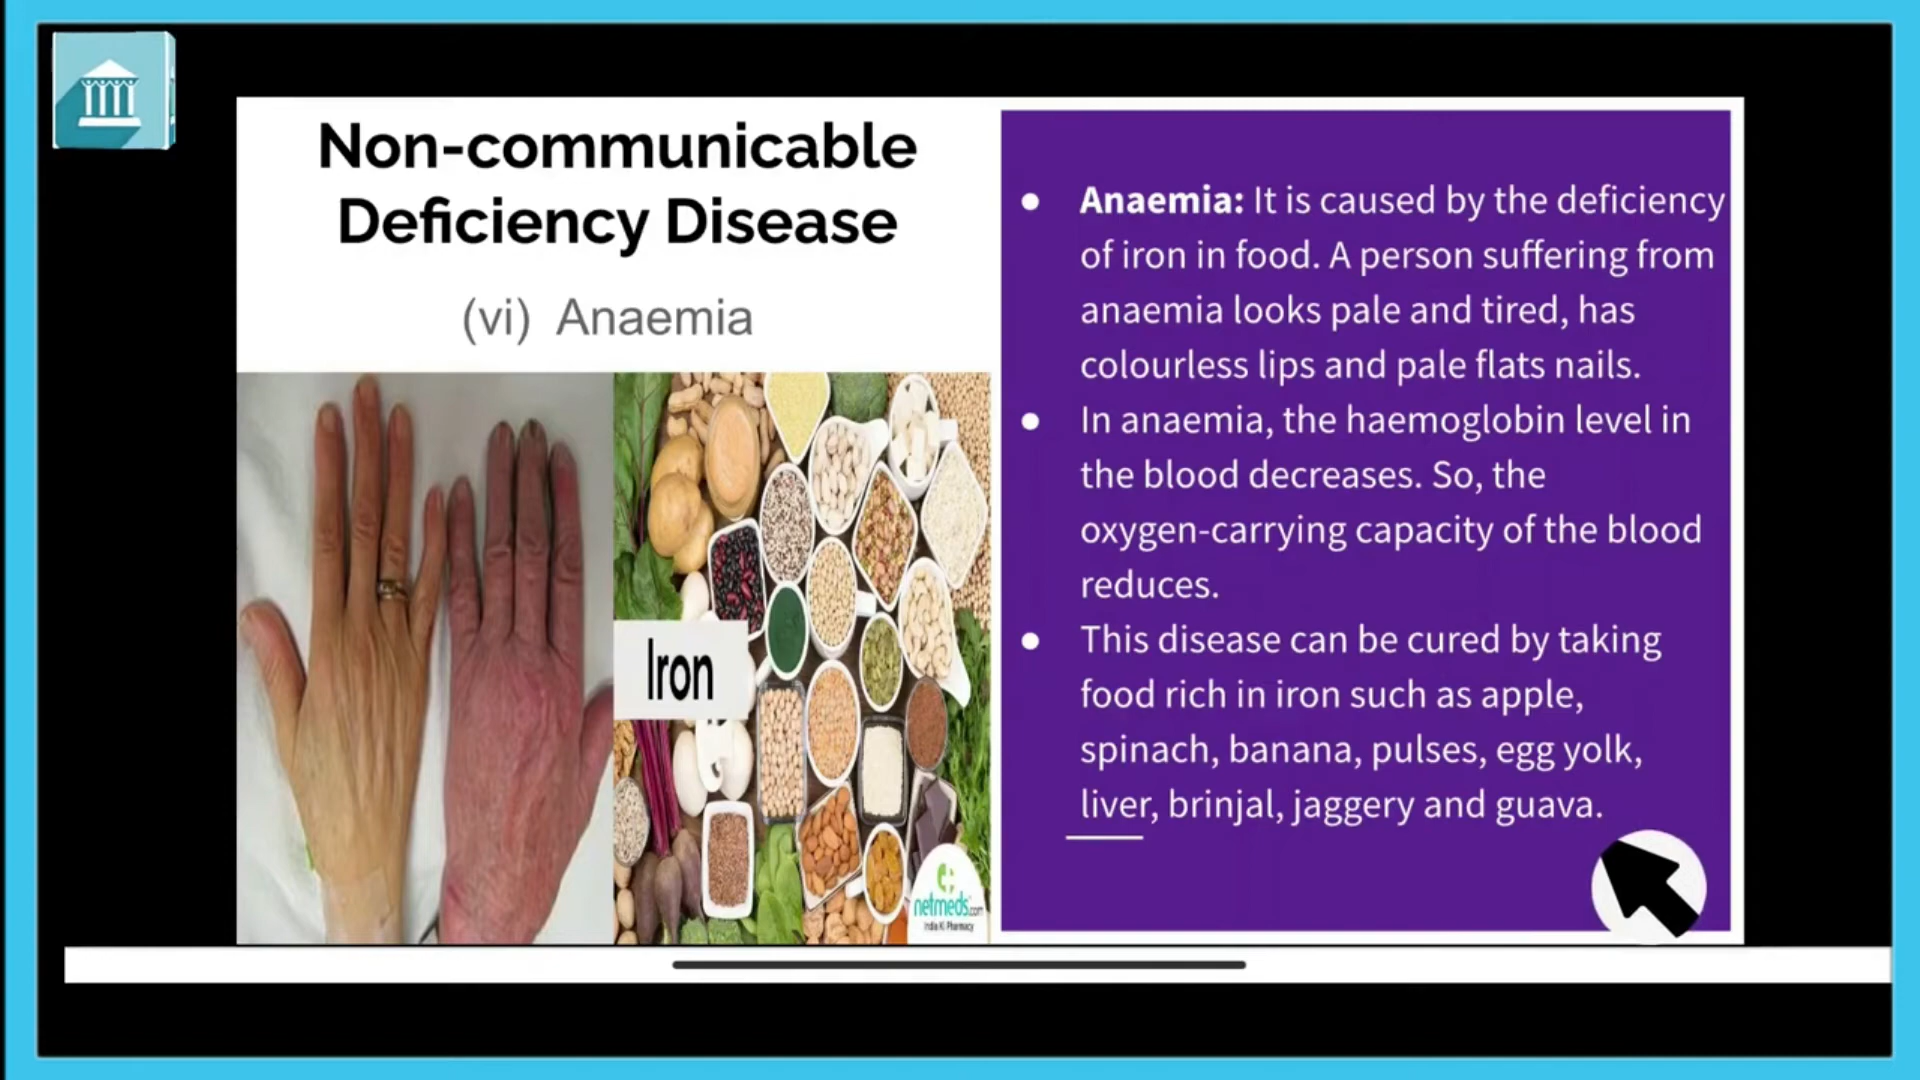 Non-communicable
Deficiency Disease
(vi) Anaemia
Iron
netmeds.com
India Ki Pharmacy
● Anaemia: It is caused by the deficiency
of iron in food. A person suffering from
anaemia looks pale and tired, has
colourless lips and pale flats nails.
● In anaemia, the haemoglobin level in
the blood decreases. So, the
oxygen-carrying capacity of the blood
reduces.
● This disease can be cured by taking
food rich in iron such as apple,
spinach, banana, pulses, egg yolk,
liver, brinjal, jaggery and guava.